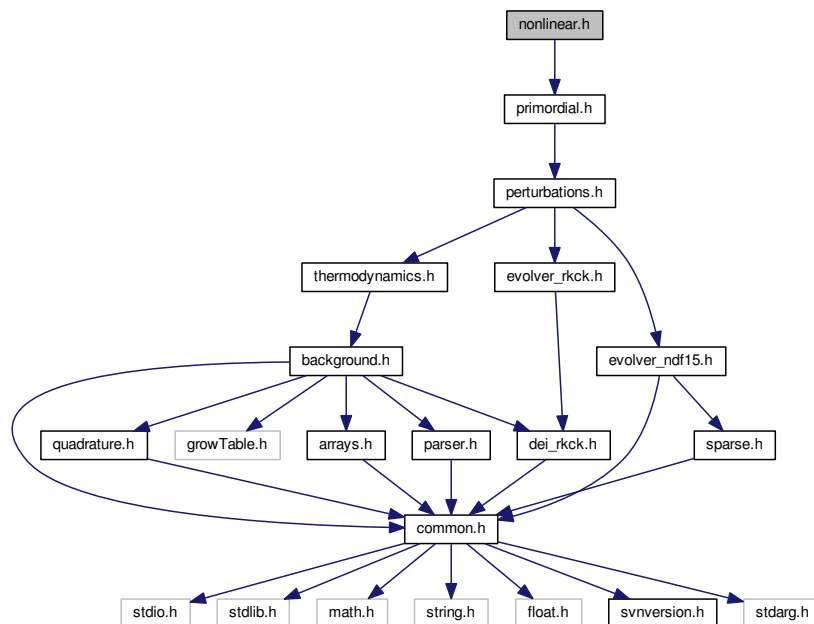 nonlinear.h
primordial.h
perturbations.h
thermodynamics.h
evolver_rkck.h
background.h
evolver_ndf15.h
quadrature.h
growTable.h
arrays.h
parser.h
dei_rkck.h
sparse.h
common.h
stdio.h
stdlib.h
math.h
string.h
float.h
svnversion.h
stdarg.h